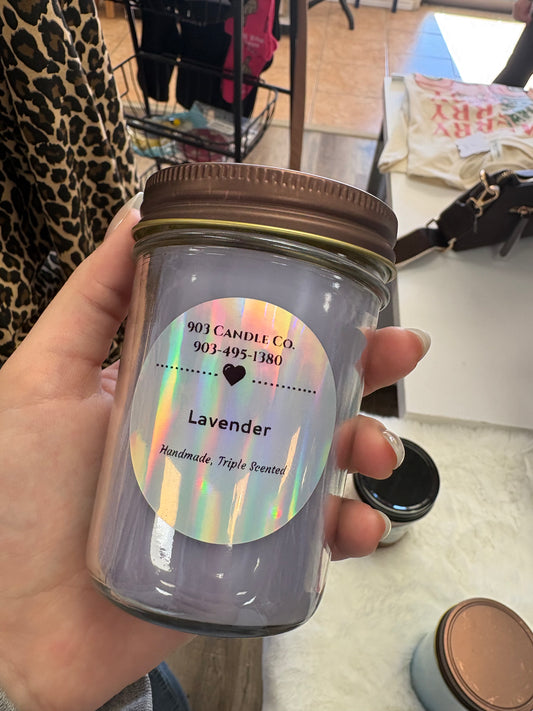 903 Candle Co.
903-495-1380
Lavender
Handmade, Triple Scented